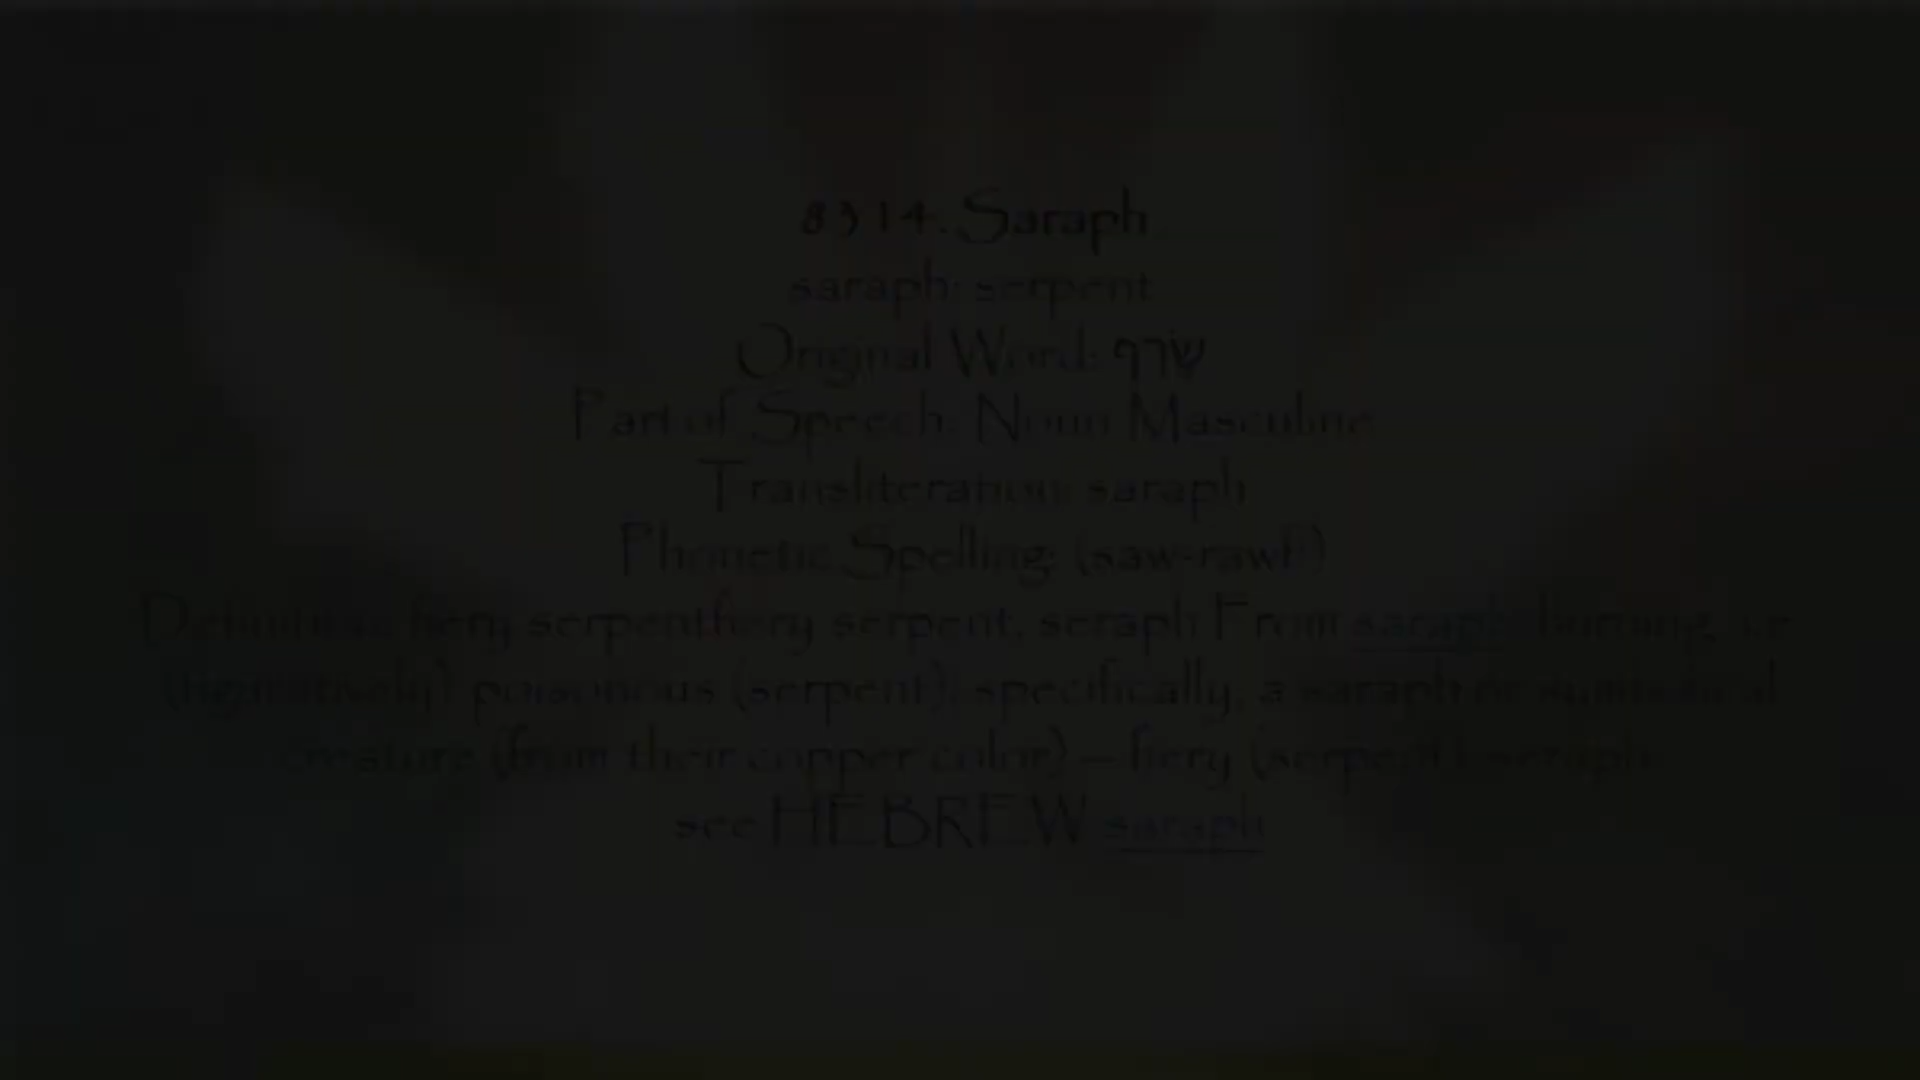 8314. Saraph
saraph: serpent
Original Word: שָׂרָף
Part of Speech: Noun Masculine
Transliteration: saraph
Phonetic Spelling: (saw-rawf')
Definition: fiery serpentfiery serpent, seraph From saraph; burning, i.e.
(figuratively) poisonous (serpent); specifically, a saraph or symbolical
creature (from their copper color) – fiery (serpent), seraph.
see HEBREW saraph